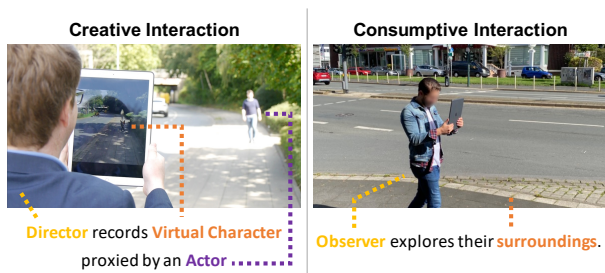 Creative Interaction
Director records Virtual Character
proxied by an Actor
Consumptive Interaction
Observer explores their surroundings.